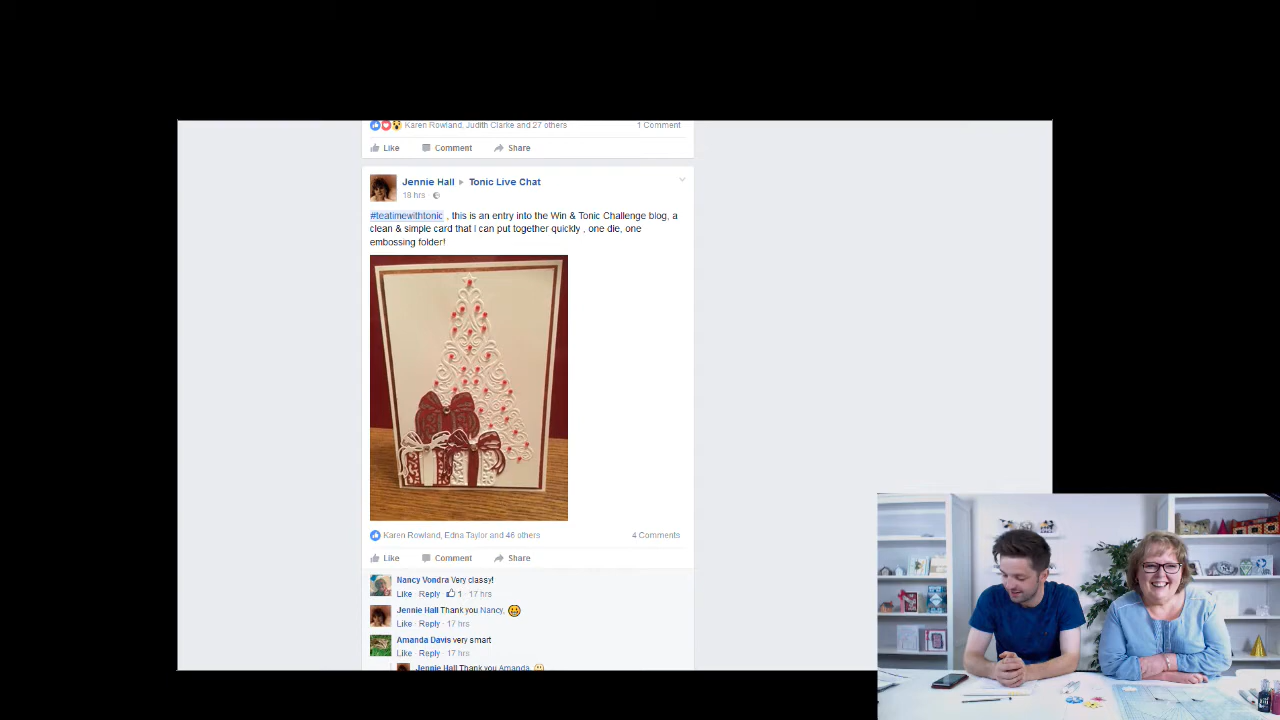 Karen Rowland, Judith Clarke and 27 others 1 Comment
Like Comment Share
Jennie Hall ▸ Tonic Live Chat
18 hrs
#teatimewithtonic , this is an entry into the Win & Tonic Challenge blog, a
clean & simple card that I can put together quickly , one die, one
embossing folder!
Karen Rowland, Edna Taylor and 46 others 4 Comments
Like Comment Share
Nancy Vondra Very classy!
Like · Reply · 1 · 17 hrs
Jennie Hall Thank you Nancy,
Like · Reply · 17 hrs
Amanda Davis very smart
Like · Reply · 17 hrs
Jennie Hall Thank you Amanda,